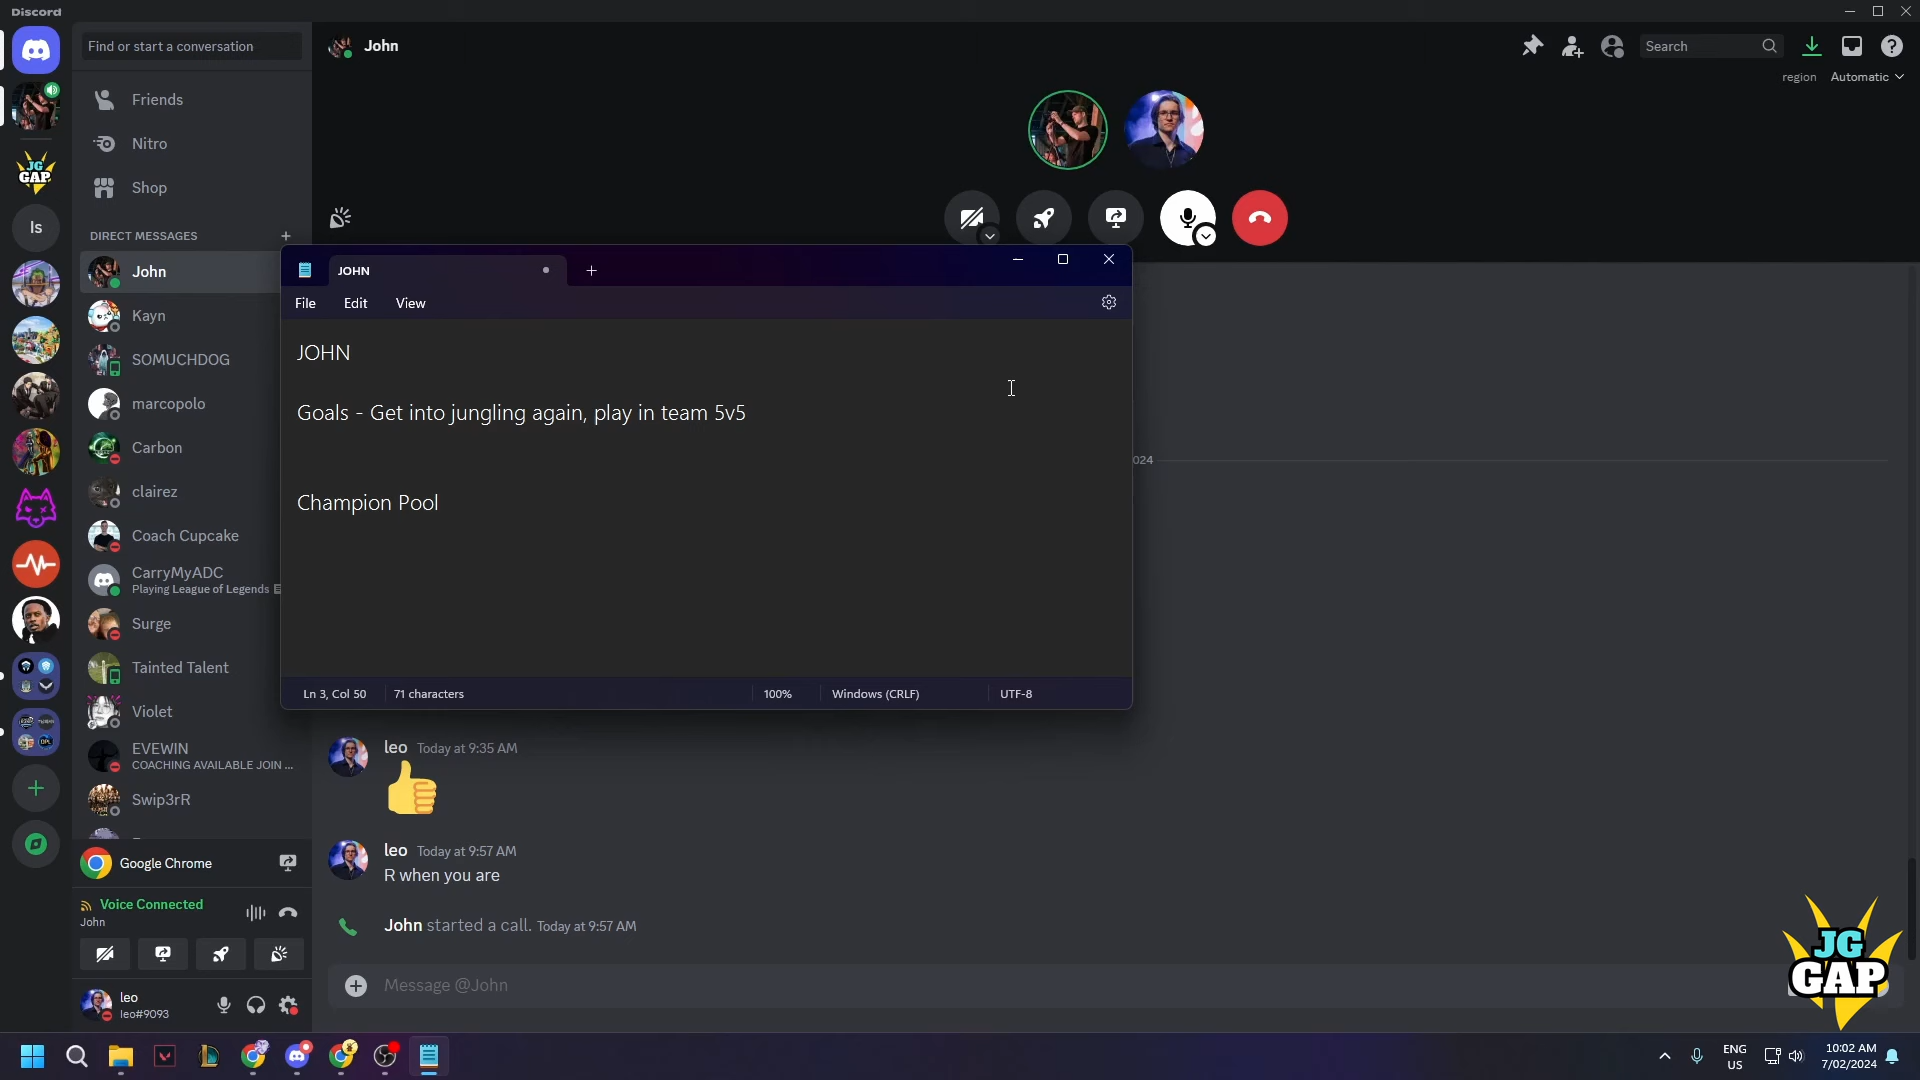 Discord
Find or start a conversation
John
Search
region Automatic
JG
GAP
Is
Friends
Nitro
Shop
DIRECT MESSAGES
John
Kayn
SOMUCHDOG
marcopolo
Carbon
clairez
Coach Cupcake
CarryMyADC
Playing League of Legends
Surge
Tainted Talent
Violet
EVEWIN
COACHING AVAILABLE JOIN ...
Swip3rR
Google Chrome
Voice Connected
John
leo
leo#9093
JOHN
File Edit View
JOHN
Goals - Get into jungling again, play in team 5v5
Champion Pool
Ln 3, Col 50 71 characters 100% Windows (CRLF) UTF-8
024
leo Today at 9:35 AM
leo Today at 9:57 AM
R when you are
John started a call. Today at 9:57 AM
Message @John
JG
GAP
ENG
US
10:02 AM
7/02/2024